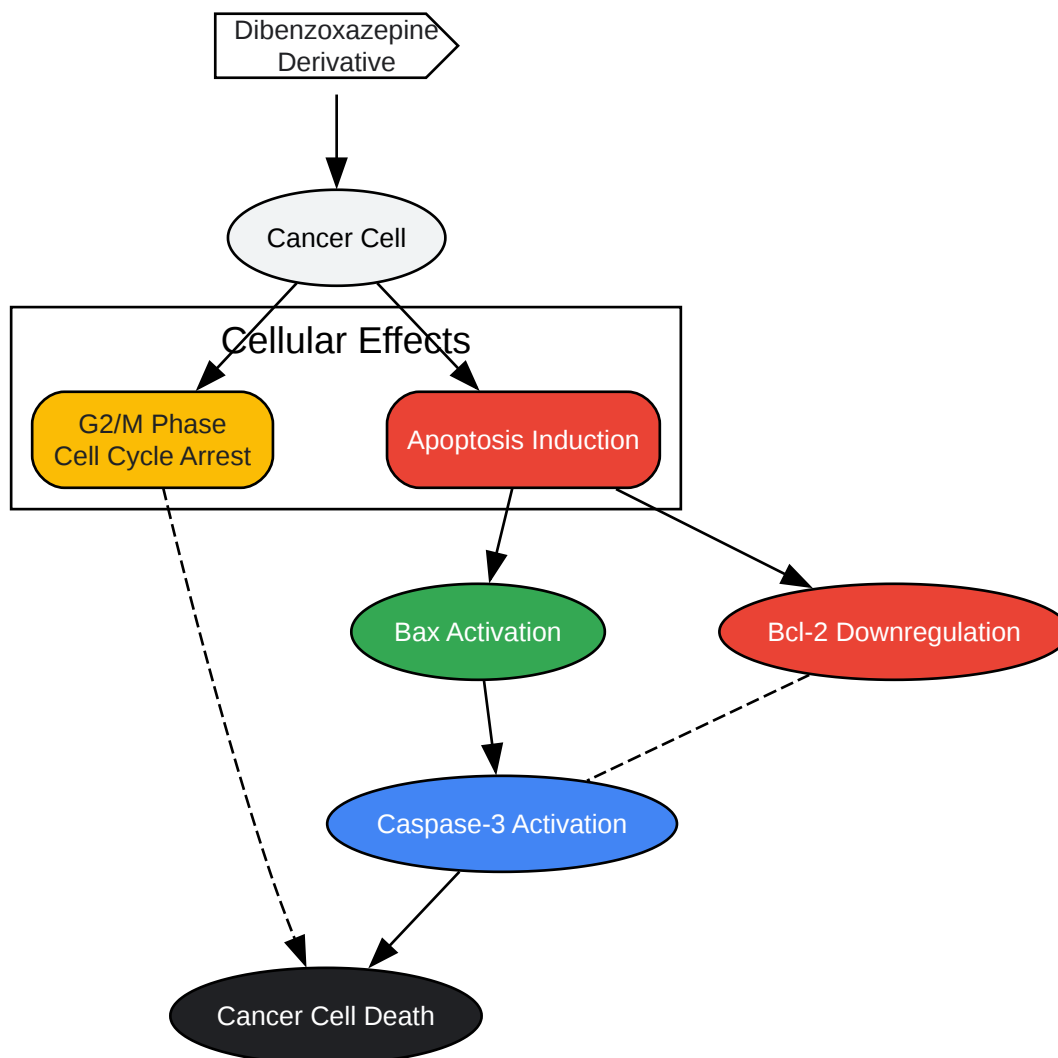 Dibenzoxazepine
Derivative
Cancer Cell
Cellular Effects
G2/M Phase
Cell Cycle Arrest
Apoptosis Induction
Bax Activation
Bcl-2 Downregulation
Caspase-3 Activation
Cancer Cell Death